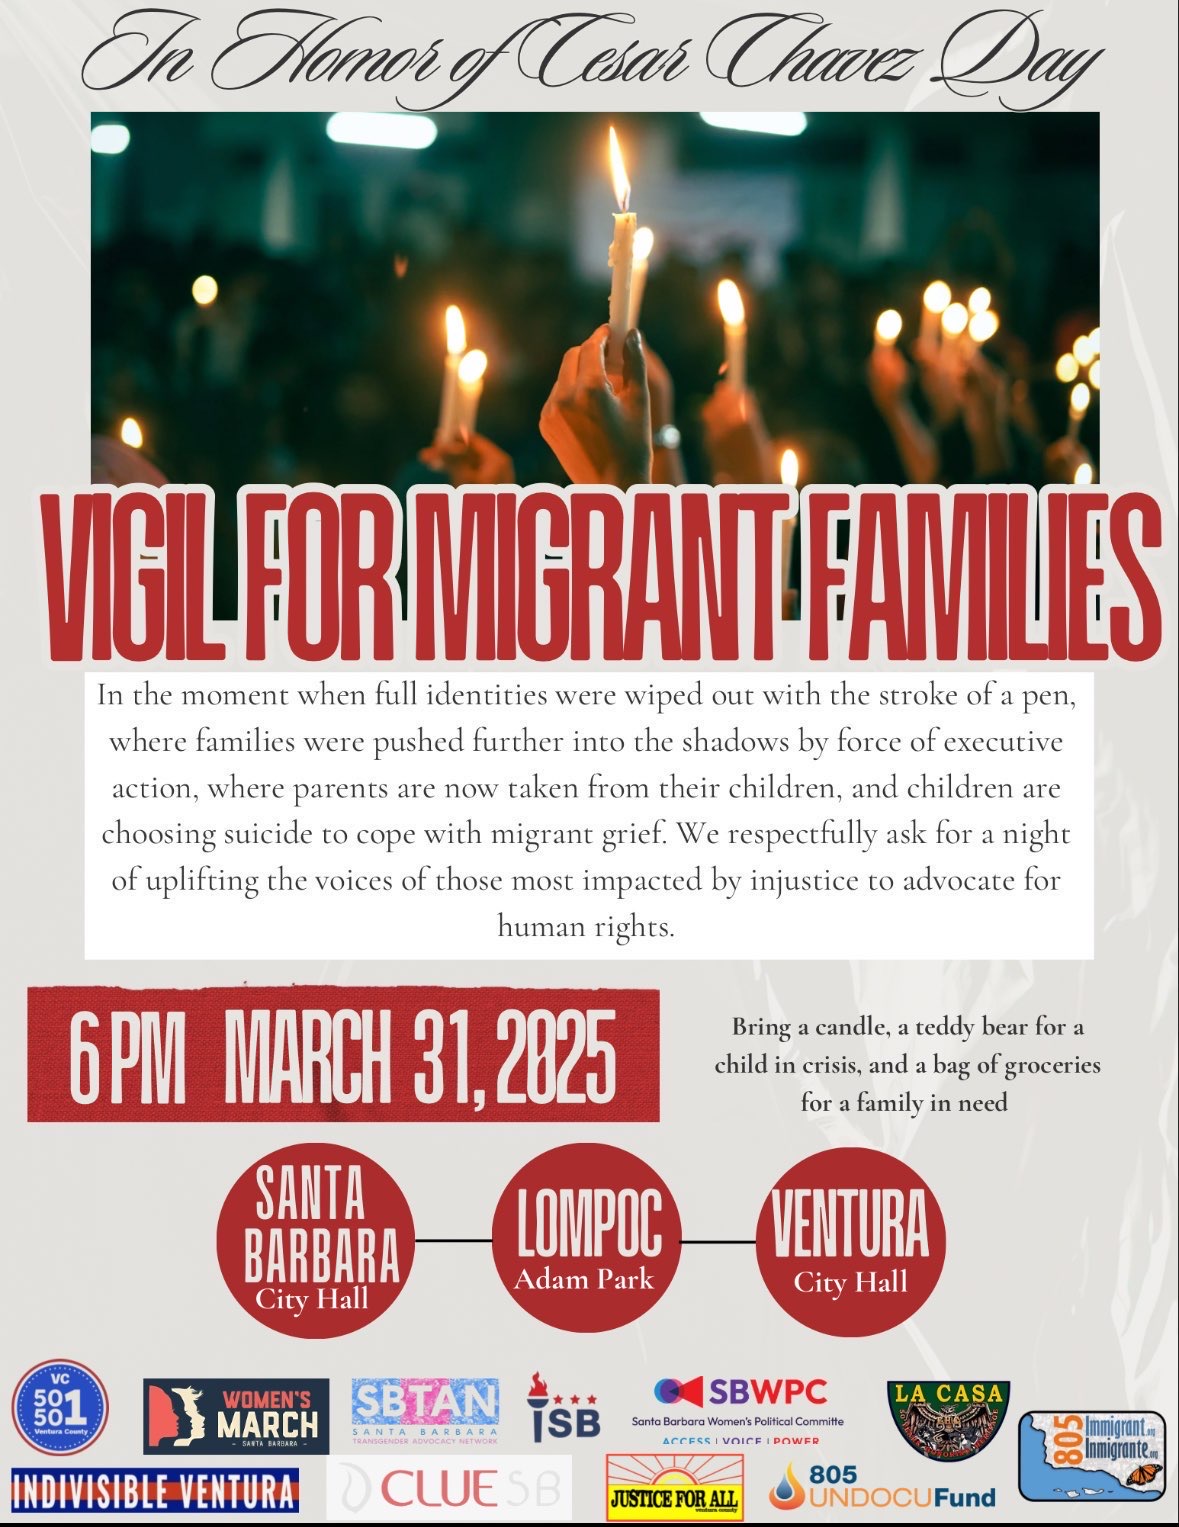 In Honor of Cesar Chavez Day
VIGIL FOR MIGRANT FAMILIES
In the moment when full identities were wiped out with the stroke of a pen,
where families were pushed further into the shadows by force of executive
action, where parents are now taken from their children, and children are
choosing suicide to cope with migrant grief. We respectfully ask for a night
of uplifting the voices of those most impacted by injustice to advocate for
human rights.
6 PM MARCH 31, 2025
Bring a candle, a teddy bear for a
child in crisis, and a bag of groceries
for a family in need
SANTA
BARBARA
City Hall
LOMPOC
Adam Park
VENTURA
City Hall
VC
50
501
Ventura County
WOMEN'S
MARCH
- SANTA BARBARA -
SBTAN
SANTA BARBARA
TRANSGENDER ADVOCACY NETWORK
ISB
SBWPC
Santa Barbara Women's Political Committe
ACCESS | VOICE | POWER
LA CASA
805
Immigrant.org
Inmigrante.org
INDIVISIBLE VENTURA
CLUE SB
JUSTICE FOR ALL
ventura county
805
UNDOCUFund